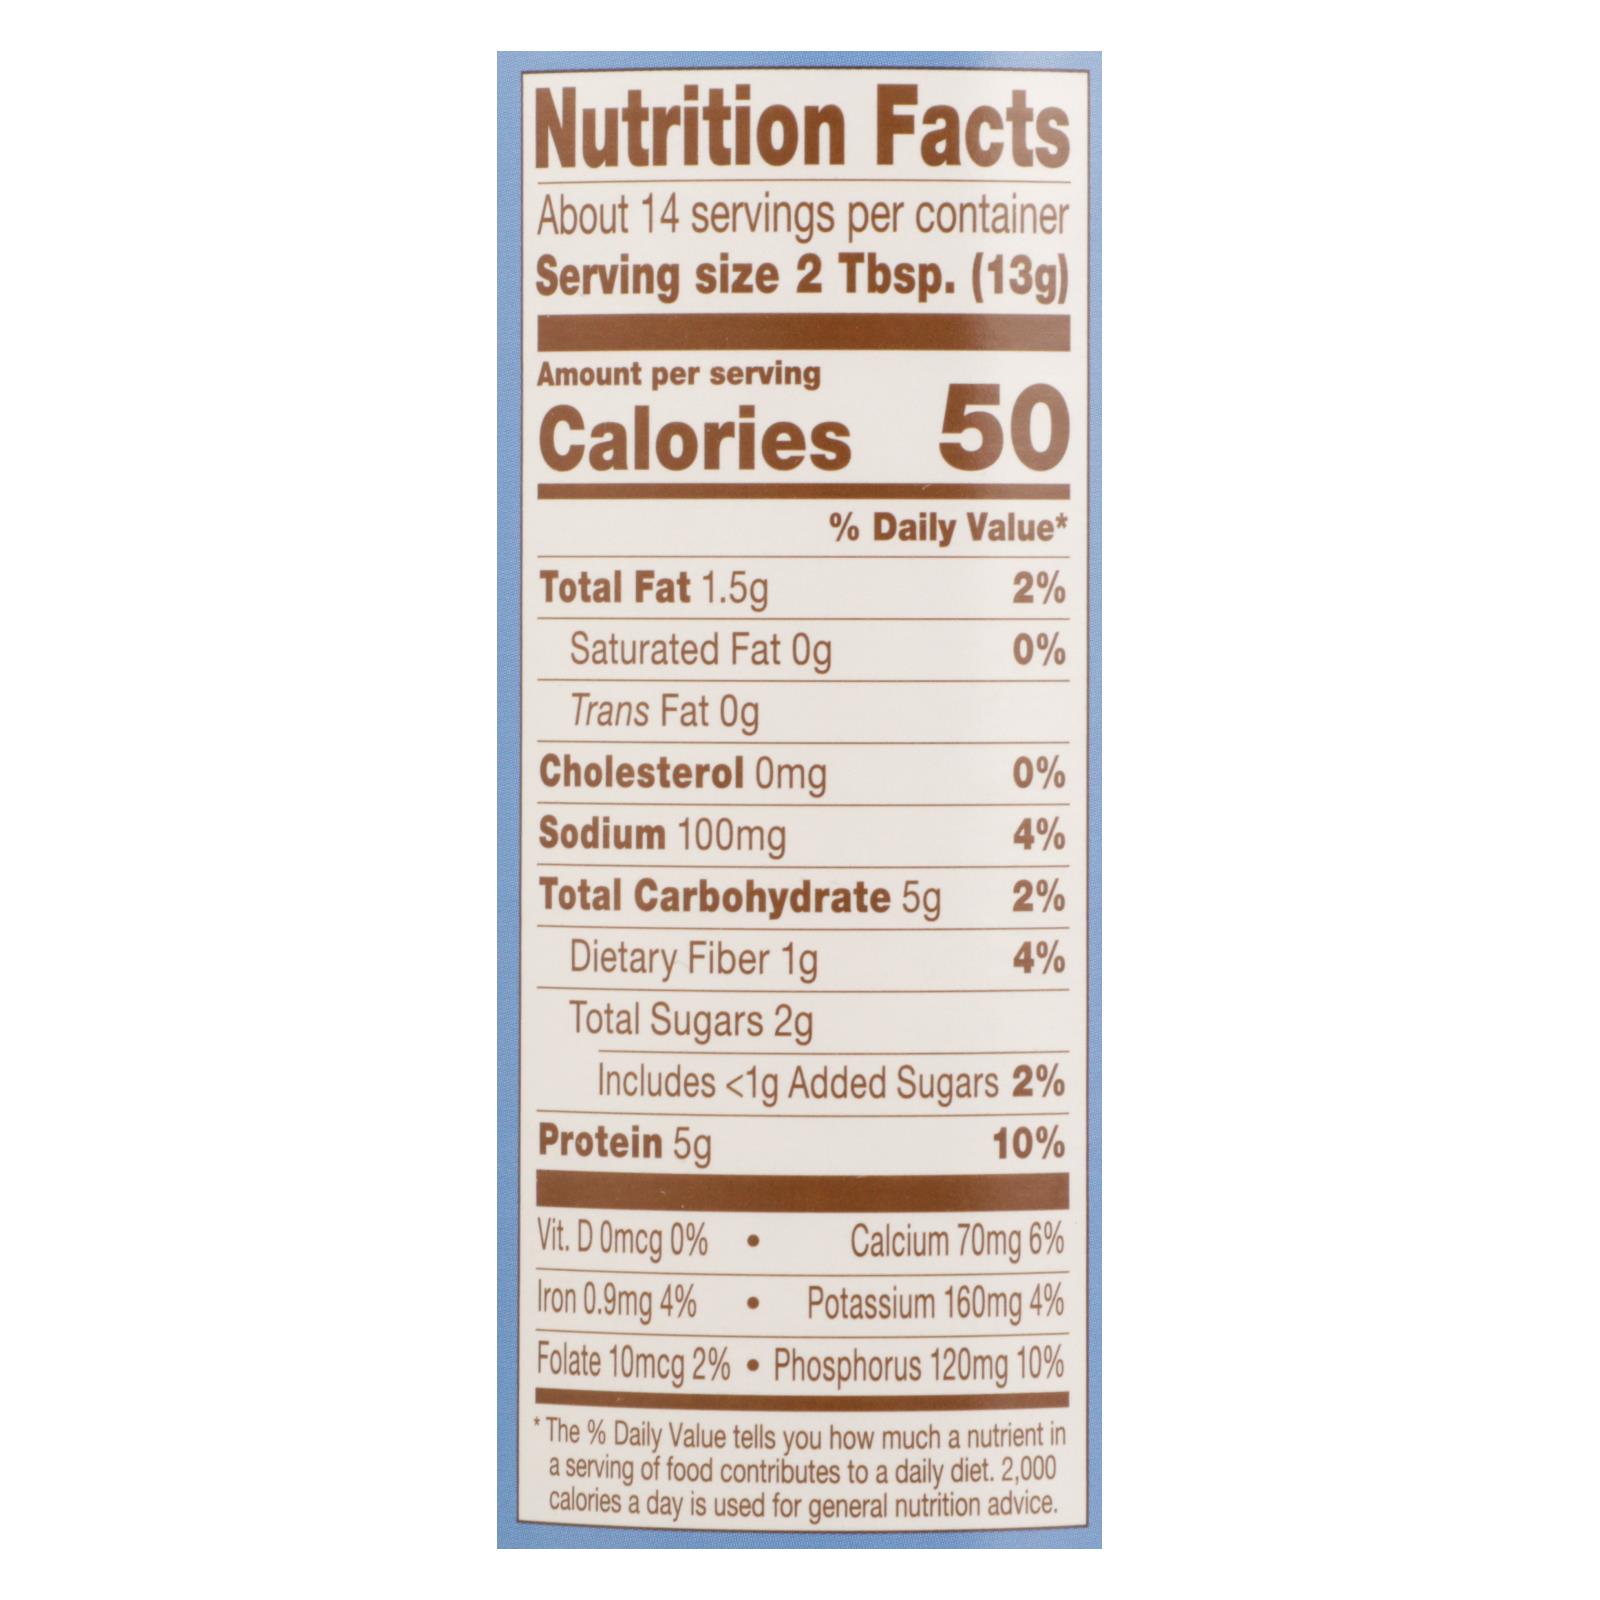 Nutrition Facts
About 14 servings per container
Serving size 2 Tbsp. (13g)
Amount per serving
Calories 50
% Daily Value*
Total Fat 1.5g 2%
Saturated Fat 0g 0%
Trans Fat 0g
Cholesterol 0mg 0%
Sodium 100mg 4%
Total Carbohydrate 5g 2%
Dietary Fiber 1g 4%
Total Sugars 2g
Includes <1g Added Sugars 2%
Protein 5g 10%
Vit. D 0mcg 0% • Calcium 70mg 6%
Iron 0.9mg 4% • Potassium 160mg 4%
Folate 10mcg 2% • Phosphorus 120mg 10%
* The % Daily Value tells you how much a nutrient in
a serving of food contributes to a daily diet. 2,000
calories a day is used for general nutrition advice.